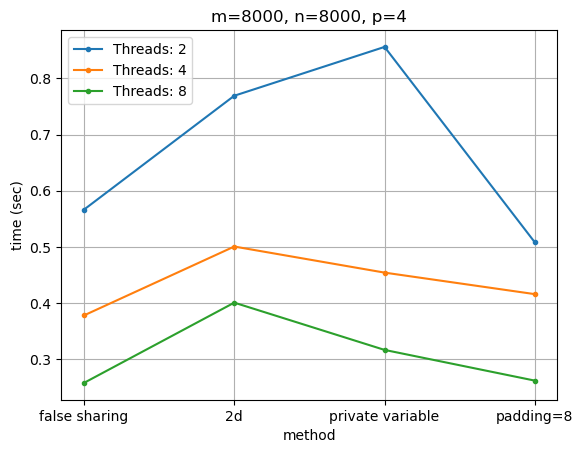 m=8000, n=8000, p=4
Threads: 2
Threads: 4
Threads: 8
time (sec)
0.8
0.7
0.6
0.5
0.4
0.3
false sharing 2d private variable padding=8
method